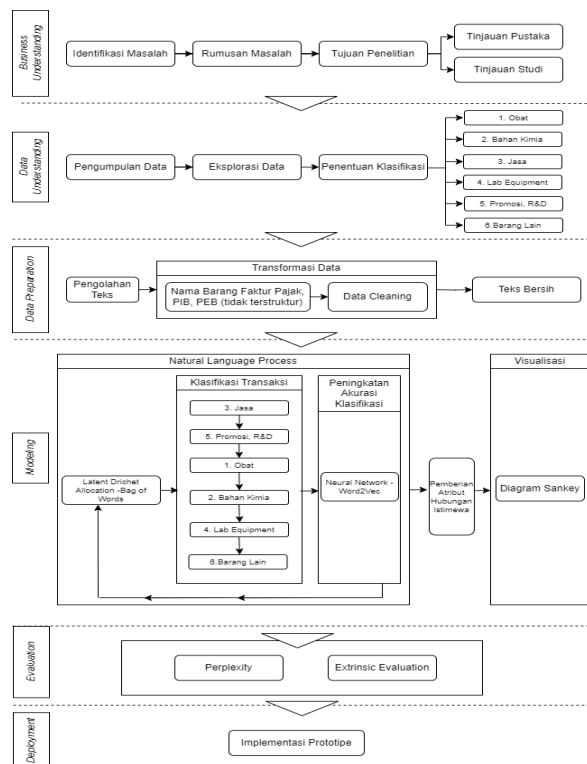 Business
Understanding
Identifikasi Masalah
Rumusan Masalah
Tujuan Penelitian
Tinjauan Pustaka
Tinjauan Studi
Data
Understanding
Pengumpulan Data
Eksplorasi Data
Penentuan Klasifikasi
1. Obat
2. Bahan Kimia
3. Jasa
4. Lab Equipment
5. Promosi, R&D
6.Barang Lain
Data Preparation
Pengolahan
Teks
Transformasi Data
Nama Barang Faktur Pajak,
PIB, PEB (tidak terstruktur)
Data Cleaning
Teks Bersih
Modeling
Natural Language Process
Latent Drichet
Allocation -Bag of
Words
Klasifikasi Transaksi
3. Jasa
5. Promosi, R&D
1. Obat
2. Bahan Kimia
4. Lab Equipment
6.Barang Lain
Peningkatan
Akurasi
Klasifikasi
Neural Network -
Word2Vec
Pemberian
Atribut
Hubungan
Istimewa
Visualisasi
Diagram Sankey
Evaluation
Perplexity
Extrinsic Evaluation
Deployment
Implementasi Prototipe